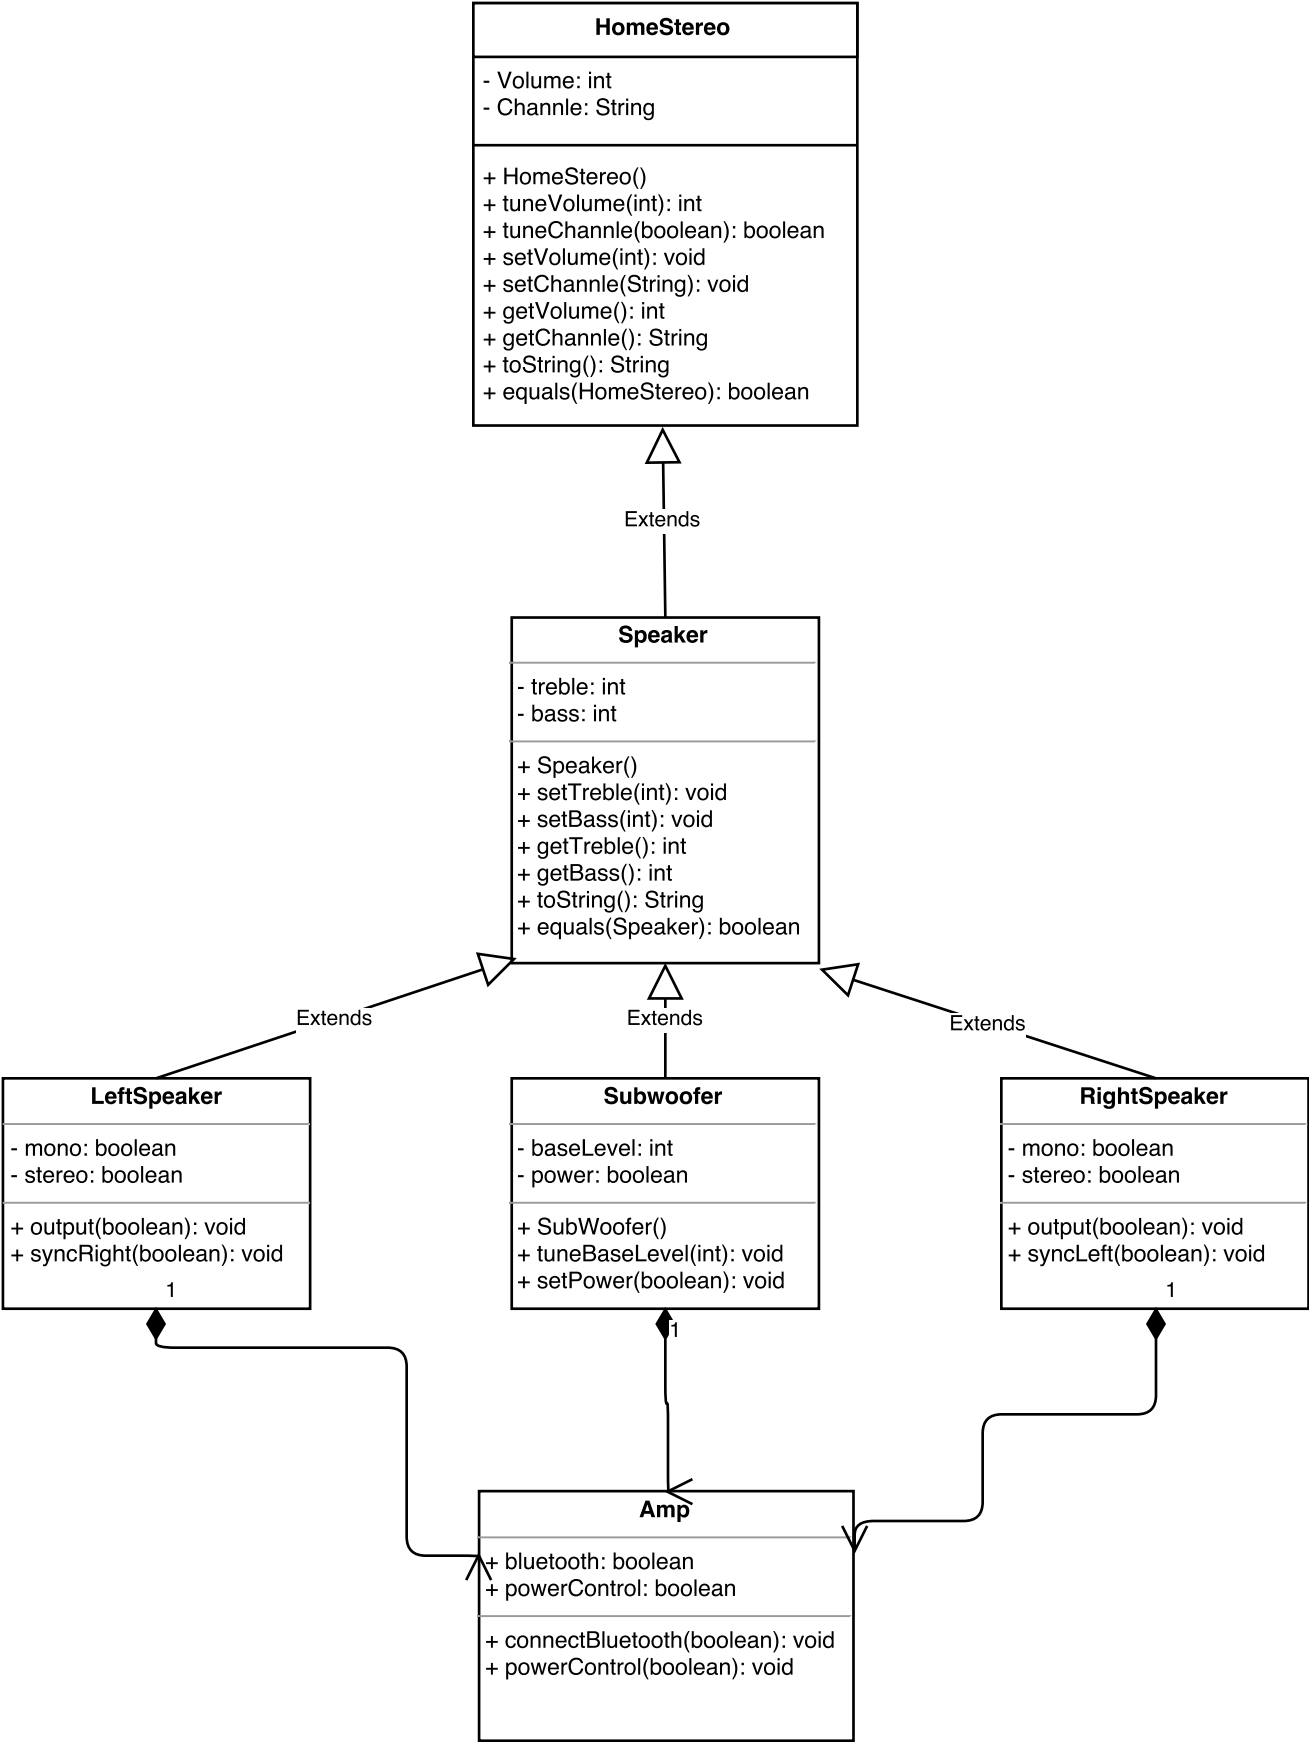 HomeStereo
- Volume: int
- Channle: String
+ HomeStereo()
+ tuneVolume(int): int
+ tuneChannle(boolean): boolean
+ setVolume(int): void
+ setChannle(String): void
+ getVolume(): int
+ getChannle(): String
+ toString(): String
+ equals(HomeStereo): boolean
Extends
Speaker
- treble: int
- bass: int
+ Speaker()
+ setTreble(int): void
+ setBass(int): void
+ getTreble(): int
+ getBass(): int
+ toString(): String
+ equals(Speaker): boolean
Extends
Extends
Extends
LeftSpeaker
- mono: boolean
- stereo: boolean
+ output(boolean): void
+ syncRight(boolean): void
1
Subwoofer
- baseLevel: int
- power: boolean
+ SubWoofer()
+ tuneBaseLevel(int): void
+ setPower(boolean): void
1
RightSpeaker
- mono: boolean
- stereo: boolean
+ output(boolean): void
+ syncLeft(boolean): void
1
Amp
+ bluetooth: boolean
+ powerControl: boolean
+ connectBluetooth(boolean): void
+ powerControl(boolean): void